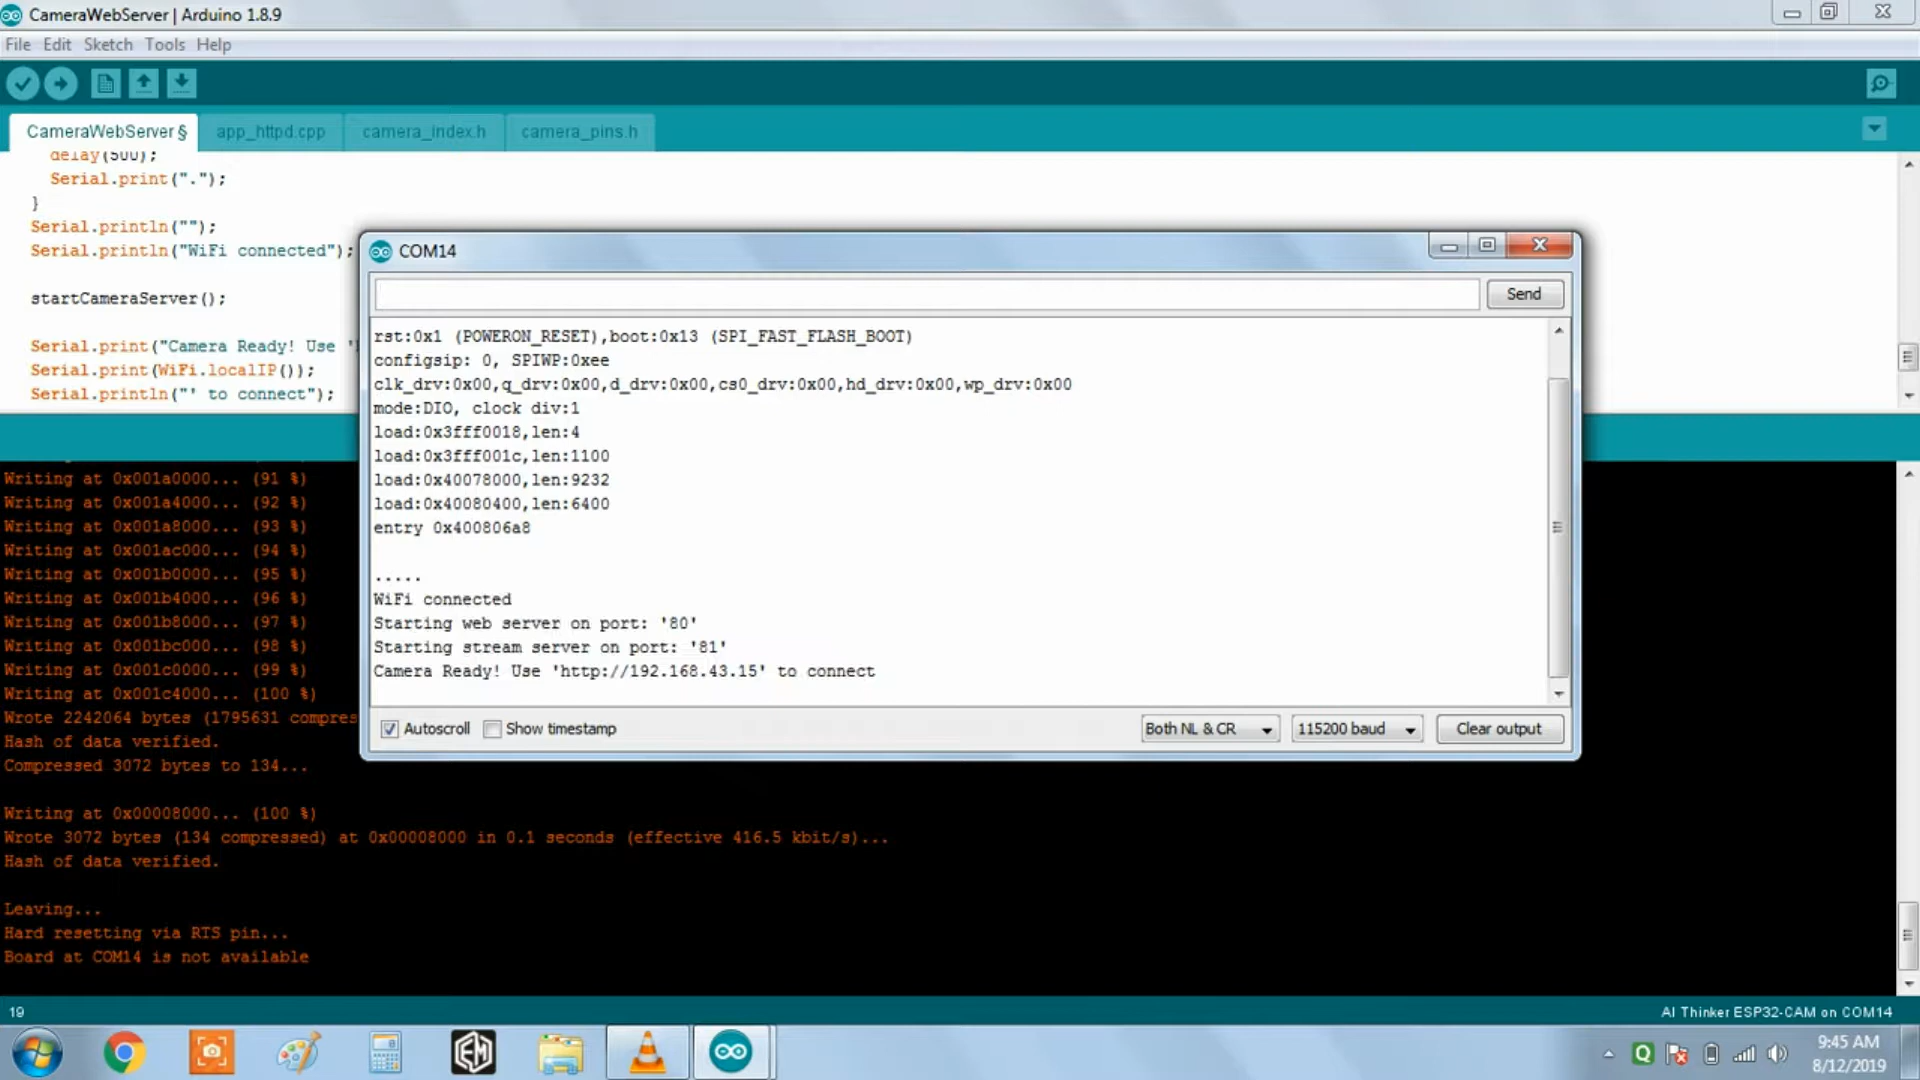 CameraWebServer | Arduino 1.8.9
File Edit Sketch Tools Help
CameraWebServer § app_httpd.cpp camera_index.h camera_pins.h
delay(500);
Serial.print(".");
}
Serial.println("");
Serial.println("WiFi connected");
startCameraServer();
Serial.print("Camera Ready! Use '
Serial.print(WiFi.localIP());
Serial.println("' to connect");
COM14
Send
rst:0x1 (POWERON_RESET),boot:0x13 (SPI_FAST_FLASH_BOOT)
configsip: 0, SPIWP:0xee
clk_drv:0x00,q_drv:0x00,d_drv:0x00,cs0_drv:0x00,hd_drv:0x00,wp_drv:0x00
mode:DIO, clock div:1
load:0x3fff0018,len:4
load:0x3fff001c,len:1100
load:0x40078000,len:9232
load:0x40080400,len:6400
entry 0x400806a8
.....
WiFi connected
Starting web server on port: '80'
Starting stream server on port: '81'
Camera Ready! Use 'http://192.168.43.15' to connect
Autoscroll Show timestamp Both NL & CR 115200 baud Clear output
Writing at 0x001a0000... (91 %)
Writing at 0x001a4000... (92 %)
Writing at 0x001a8000... (93 %)
Writing at 0x001ac000... (94 %)
Writing at 0x001b0000... (95 %)
Writing at 0x001b4000... (96 %)
Writing at 0x001b8000... (97 %)
Writing at 0x001bc000... (98 %)
Writing at 0x001c0000... (99 %)
Writing at 0x001c4000... (100 %)
Wrote 2242064 bytes (1795631 compres
Hash of data verified.
Compressed 3072 bytes to 134...
Writing at 0x00008000... (100 %)
Wrote 3072 bytes (134 compressed) at 0x00008000 in 0.1 seconds (effective 416.5 kbit/s)...
Hash of data verified.
Leaving...
Hard resetting via RTS pin...
Board at COM14 is not available
19
AI Thinker ESP32-CAM on COM14
EM
Q
9:45 AM
8/12/2019